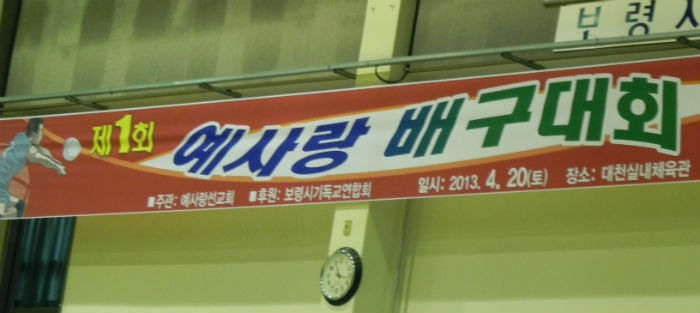 보령시
제1회 예사랑 배구대회
■주관: 예사랑선교회 ■후원: 보령시기독교연합회 일시: 2013. 4. 20(토) 장소: 대천실내체육관